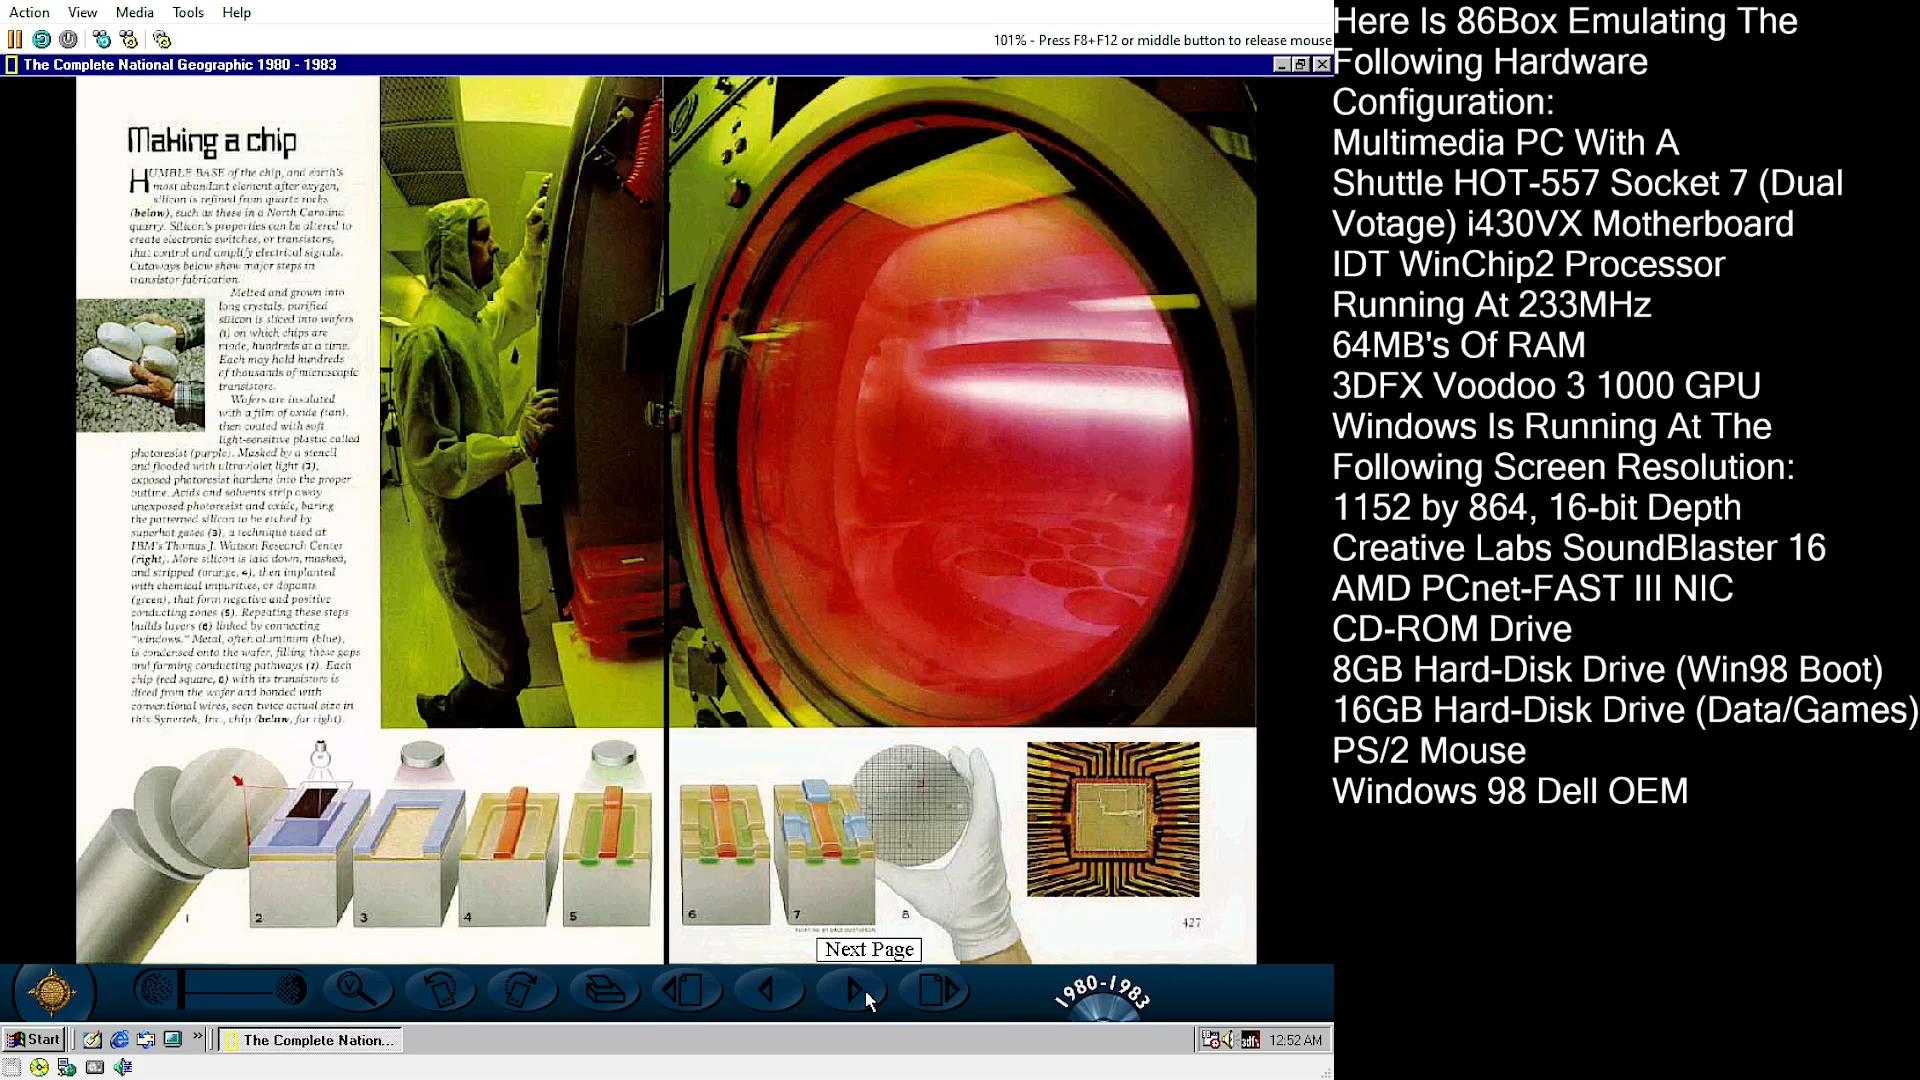 Action View Media Tools Help
101% - Press F8+F12 or middle button to release mouse
The Complete National Geographic 1980 - 1983
Making a chip
HUMBLE BASE of the chip, and earth's
most abundant element after oxygen,
silicon is refined from quartz rocks
(below), such as these in a North Carolina
quarry. Silicon's properties can be altered to
create electronic switches, or transistors,
that control and amplify electrical signals.
Cutaways below show major steps in
transistor fabrication.
Melted and grown into
long crystals, purified
silicon is sliced into wafers
(1) on which chips are
made, hundreds at a time.
Each may hold hundreds
of thousands of microscopic
transistors.
Wafers are insulated
with a film of oxide (tan),
then coated with soft
light-sensitive plastic called
photoresist (purple). Masked by a stencil
and flooded with ultraviolet light (2),
exposed photoresist hardens into the proper
outline. Acids and solvents strip away
unexposed photoresist and oxide, baring
the patterned silicon to be etched by
superhot gases (3), a technique used at
IBM's Thomas J. Watson Research Center
(right). More silicon is laid down, masked,
and stripped (orange, 4), then implanted
with chemical impurities, or dopants
(green), that form negative and positive
conducting zones (5). Repeating these steps
builds layers (6) linked by connecting
"windows." Metal, often aluminum (blue),
is condensed onto the wafer, filling these gaps
and forming conducting pathways (7). Each
chip (red square, 8) with its transistors is
diced from the wafer and bonded with
conventional wires, seen twice actual size in
this Synertek, Inc., chip (below, far right).
1 2 3 4 5 6 7 8
427
Next Page
1980-1983
Start
The Complete Nation...
12:52 AM
Here Is 86Box Emulating The
Following Hardware
Configuration:
Multimedia PC With A
Shuttle HOT-557 Socket 7 (Dual
Votage) i430VX Motherboard
IDT WinChip2 Processor
Running At 233MHz
64MB's Of RAM
3DFX Voodoo 3 1000 GPU
Windows Is Running At The
Following Screen Resolution:
1152 by 864, 16-bit Depth
Creative Labs SoundBlaster 16
AMD PCnet-FAST III NIC
CD-ROM Drive
8GB Hard-Disk Drive (Win98 Boot)
16GB Hard-Disk Drive (Data/Games)
PS/2 Mouse
Windows 98 Dell OEM